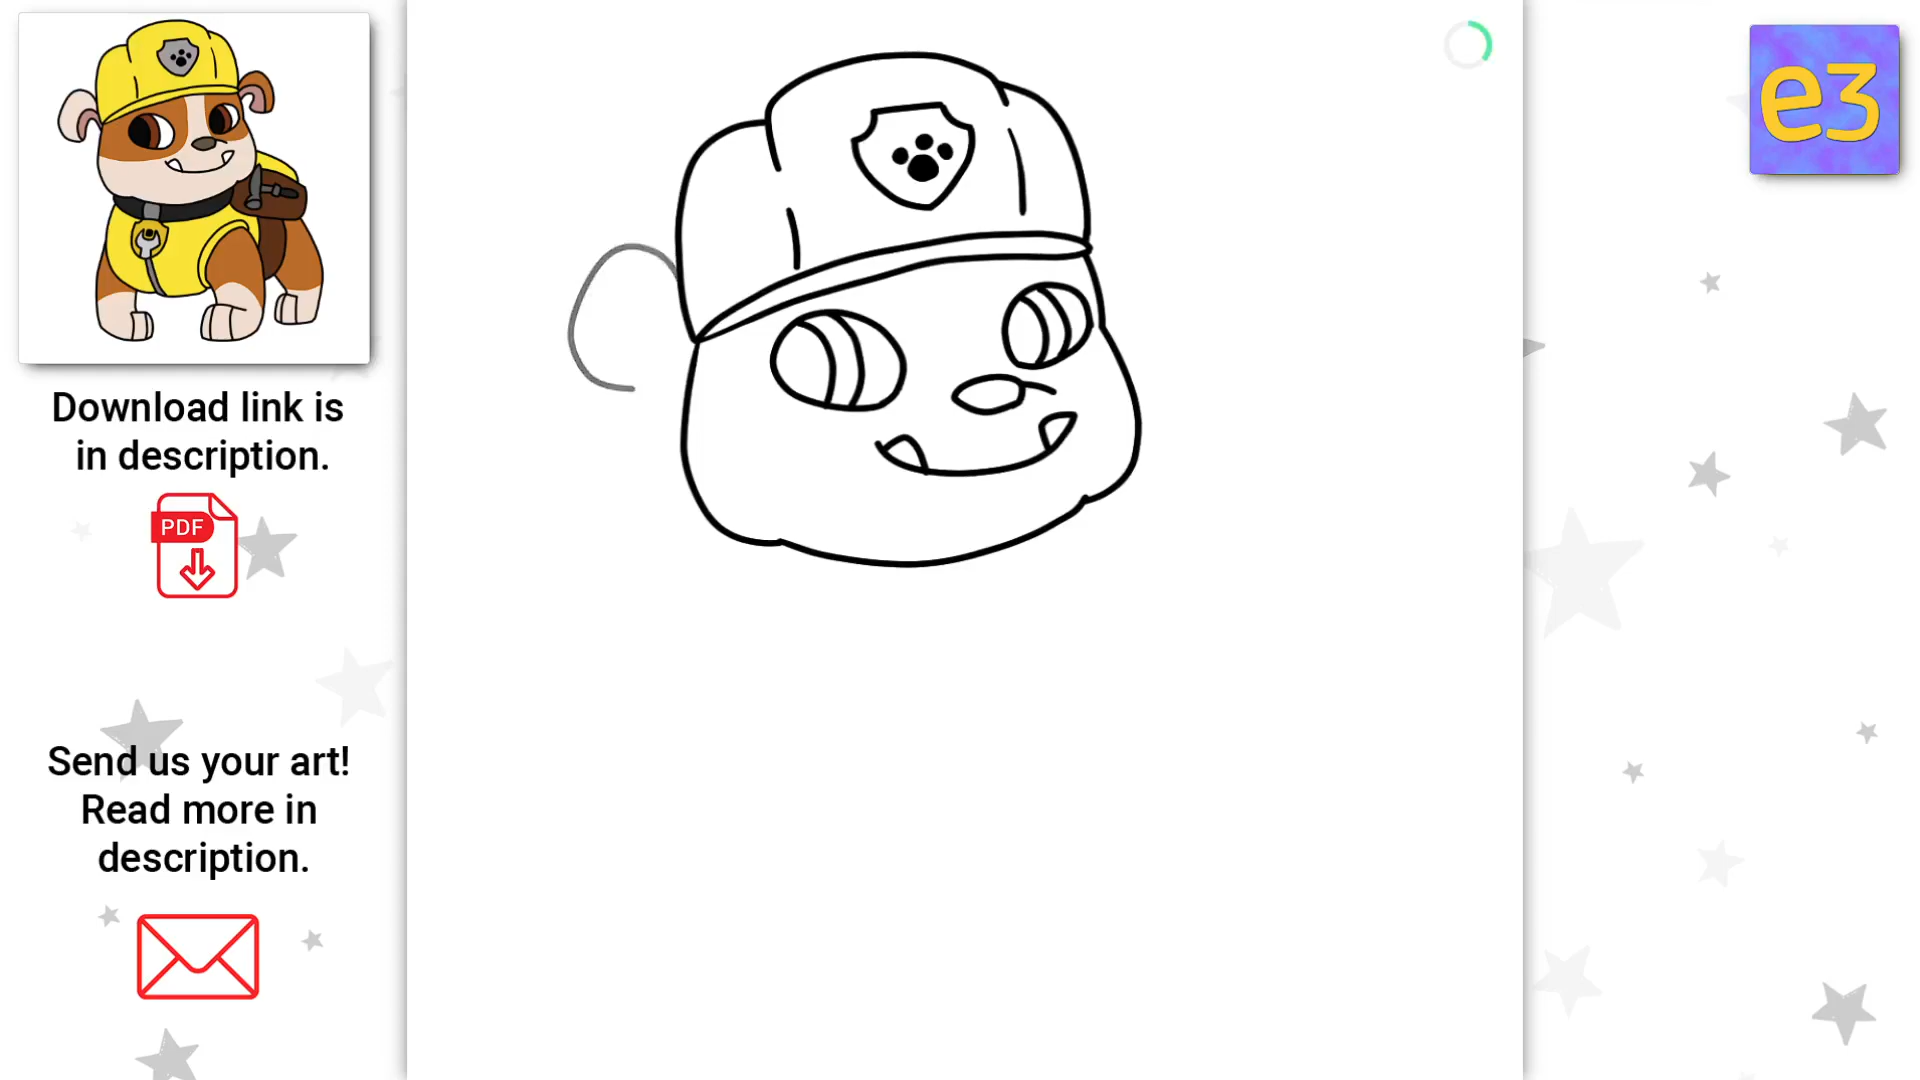 e3
Download link is
in description.
PDF
Send us your art!
Read more in
description.